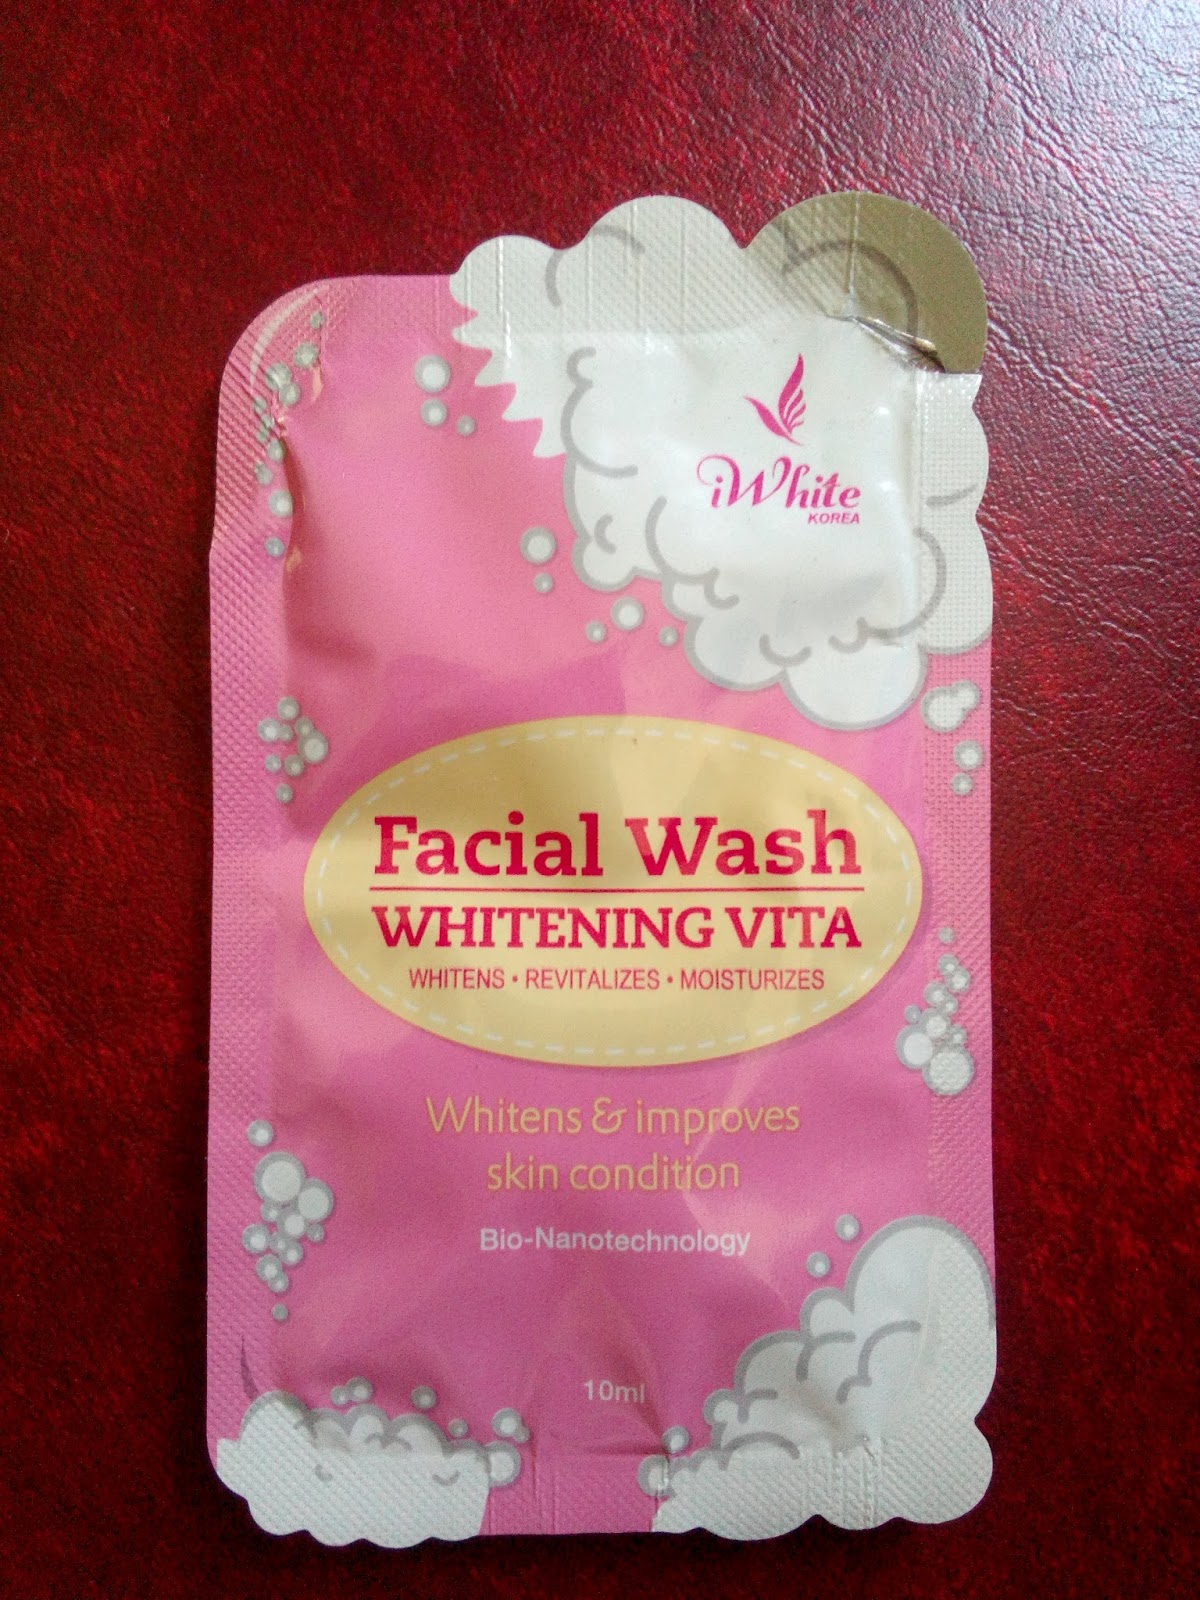 iWhite
KOREA
Facial Wash
WHITENING VITA
WHITENS • REVITALIZES • MOISTURIZES
Whitens & improves
skin condition
Bio-Nanotechnology
10ml